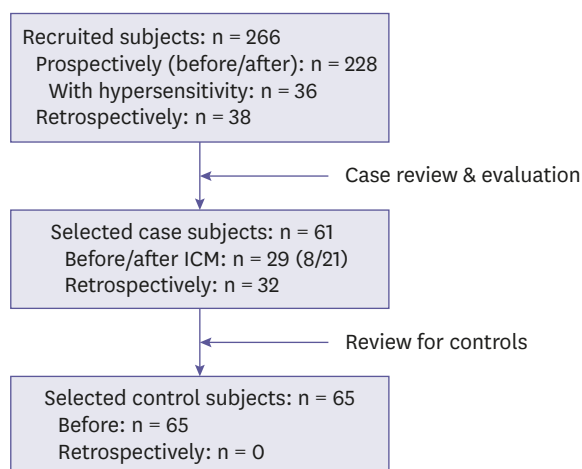 Recruited subjects: n = 266
Prospectively (before/after): n = 228
With hypersensitivity: n = 36
Retrospectively: n = 38
Case review & evaluation
Selected case subjects: n = 61
Before/after ICM: n = 29 (8/21)
Retrospectively: n = 32
Review for controls
Selected control subjects: n = 65
Before: n = 65
Retrospectively: n = 0